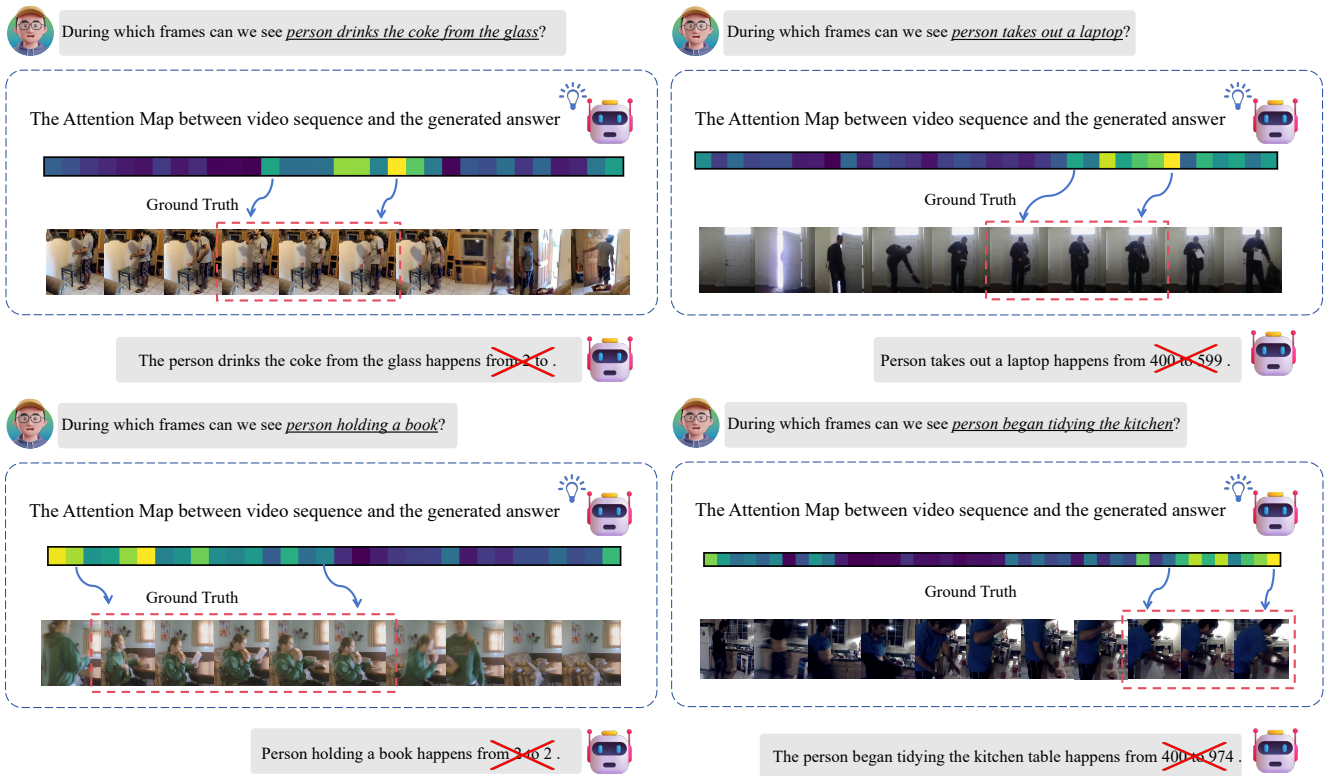 During which frames can we see person drinks the coke from the glass?
The Attention Map between video sequence and the generated answer
Ground Truth
The person drinks the coke from the glass happens from 2 to .
During which frames can we see person takes out a laptop?
The Attention Map between video sequence and the generated answer
Ground Truth
Person takes out a laptop happens from 400 to 599 .
During which frames can we see person holding a book?
The Attention Map between video sequence and the generated answer
Ground Truth
Person holding a book happens from 2 to 2 .
During which frames can we see person began tidying the kitchen?
The Attention Map between video sequence and the generated answer
Ground Truth
The person began tidying the kitchen table happens from 400 to 974 .